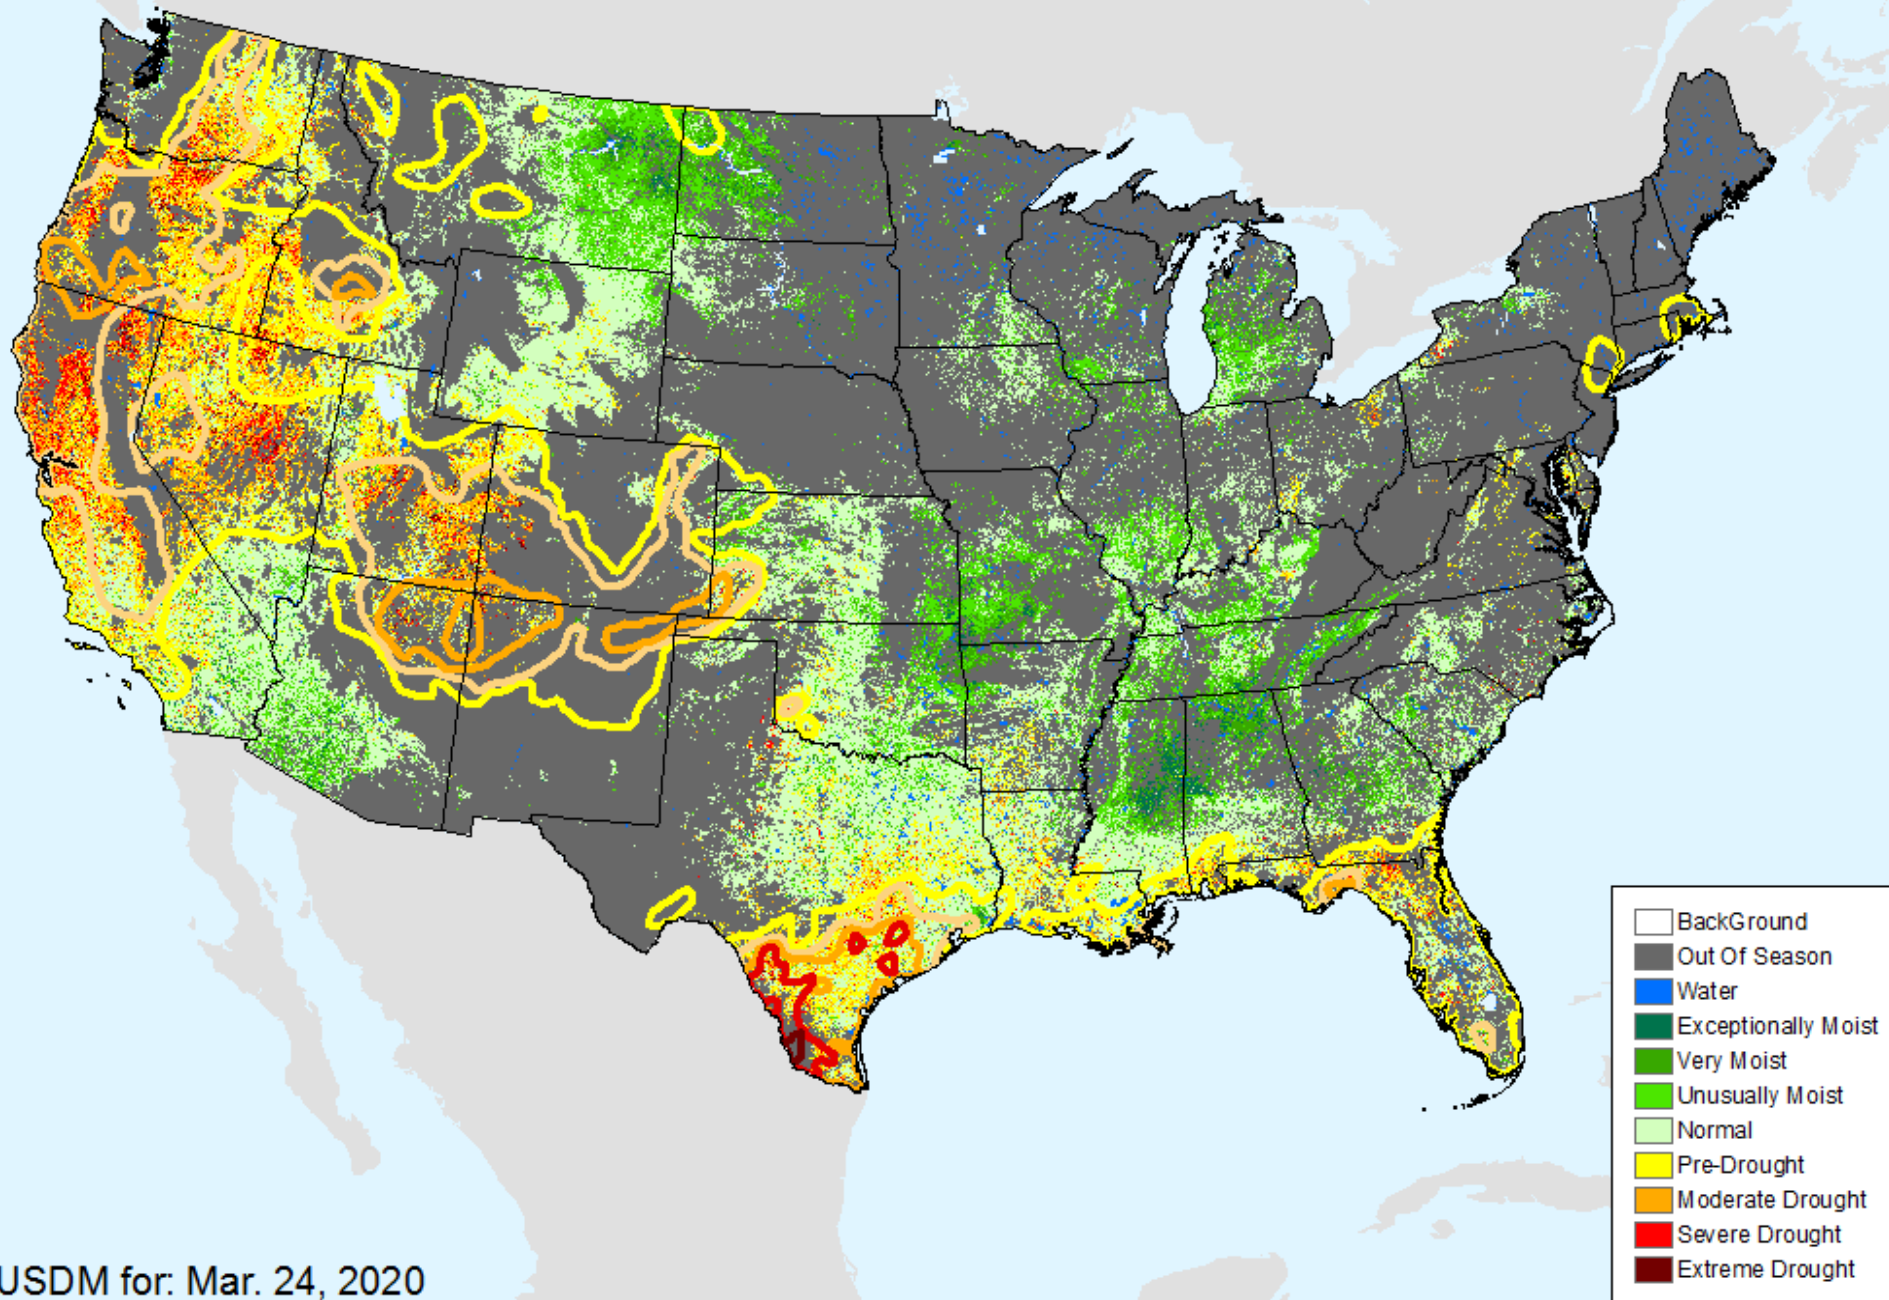 BackGround
Out Of Season
Water
Exceptionally Moist
Very Moist
Unusually Moist
Normal
Pre-Drought
Moderate Drought
Severe Drought
Extreme Drought
USDM for: Mar. 24, 2020